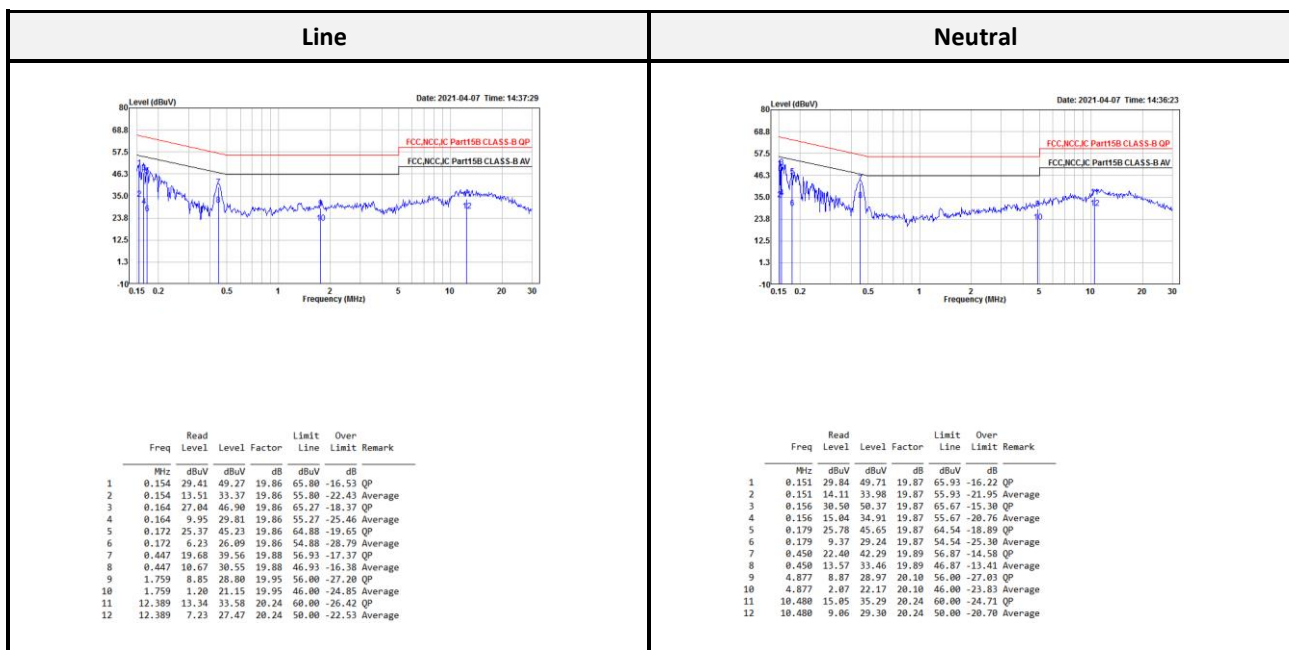 Line
Neutral
Level (dBuV)
Date: 2021-04-07 Time: 14:37:29
80
68.8
57.5
46.3
35.0
23.8
12.5
1.3
-10
FCC,NCC,IC Part15B CLASS-B QP
FCC,NCC,IC Part15B CLASS-B AV
0.15 0.2 0.5 1 2 5 10 20 30
Frequency (MHz)
Read Limit Over
Freq Level Level Factor Line Limit Remark
MHz dBuV dBuV dB dBuV dB
1 0.154 29.41 49.27 19.86 65.80 -16.53 QP
2 0.154 13.51 33.37 19.86 55.80 -22.43 Average
3 0.164 27.04 46.90 19.86 65.27 -18.37 QP
4 0.164 9.95 29.81 19.86 55.27 -25.46 Average
5 0.172 25.37 45.23 19.86 64.88 -19.65 QP
6 0.172 6.23 26.09 19.86 54.88 -28.79 Average
7 0.447 19.68 39.56 19.88 56.93 -17.37 QP
8 0.447 10.67 30.55 19.88 46.93 -16.38 Average
9 1.759 8.85 28.80 19.95 56.00 -27.20 QP
10 1.759 1.20 21.15 19.95 46.00 -24.85 Average
11 12.389 13.34 33.58 20.24 60.00 -26.42 QP
12 12.389 7.23 27.47 20.24 50.00 -22.53 Average
Level (dBuV)
Date: 2021-04-07 Time: 14:36:23
80
68.8
57.5
46.3
35.0
23.8
12.5
1.3
-10
FCC,NCC,IC Part15B CLASS-B QP
FCC,NCC,IC Part15B CLASS-B AV
0.15 0.2 0.5 1 2 5 10 20 30
Frequency (MHz)
Read Limit Over
Freq Level Level Factor Line Limit Remark
MHz dBuV dBuV dB dBuV dB
1 0.151 29.84 49.71 19.87 65.93 -16.22 QP
2 0.151 14.11 33.98 19.87 55.93 -21.95 Average
3 0.156 30.50 50.37 19.87 65.67 -15.30 QP
4 0.156 15.04 34.91 19.87 55.67 -20.76 Average
5 0.179 25.78 45.65 19.87 64.54 -18.89 QP
6 0.179 9.37 29.24 19.87 54.54 -25.30 Average
7 0.450 22.40 42.29 19.89 56.87 -14.58 QP
8 0.450 13.57 33.46 19.89 46.87 -13.41 Average
9 4.877 8.87 28.97 20.10 56.00 -27.03 QP
10 4.877 2.07 22.17 20.10 46.00 -23.83 Average
11 10.480 15.05 35.29 20.24 60.00 -24.71 QP
12 10.480 9.06 29.30 20.24 50.00 -20.70 Average